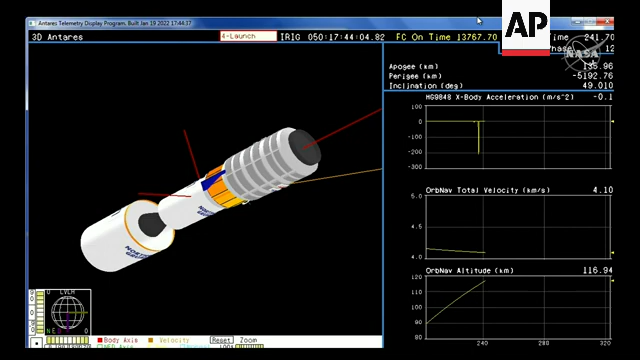 Antares Telemetry Display Program, Built Jan 19 2022 17:44:37
3D Antares
4-Launch
IRIG 050:17:44:04.82
FC On Time 13767.70
Time 241.70
Phase 12
AP
NASA
Apogee (km) 135.96
Perigee (km) -5192.76
Inclination (deg) 49.010
HG9848 X-Body Acceleration (m/s^2) -0.1
100
0
-100
-200
-300
OrbNav Total Velocity (km/s) 4.10
5.0
4.5
4.0
OrbNav Altitude (km) 116.94
120
110
100
90
80
240 280 320
LVLH
Body Axis
Velocity
Reset
Zoom